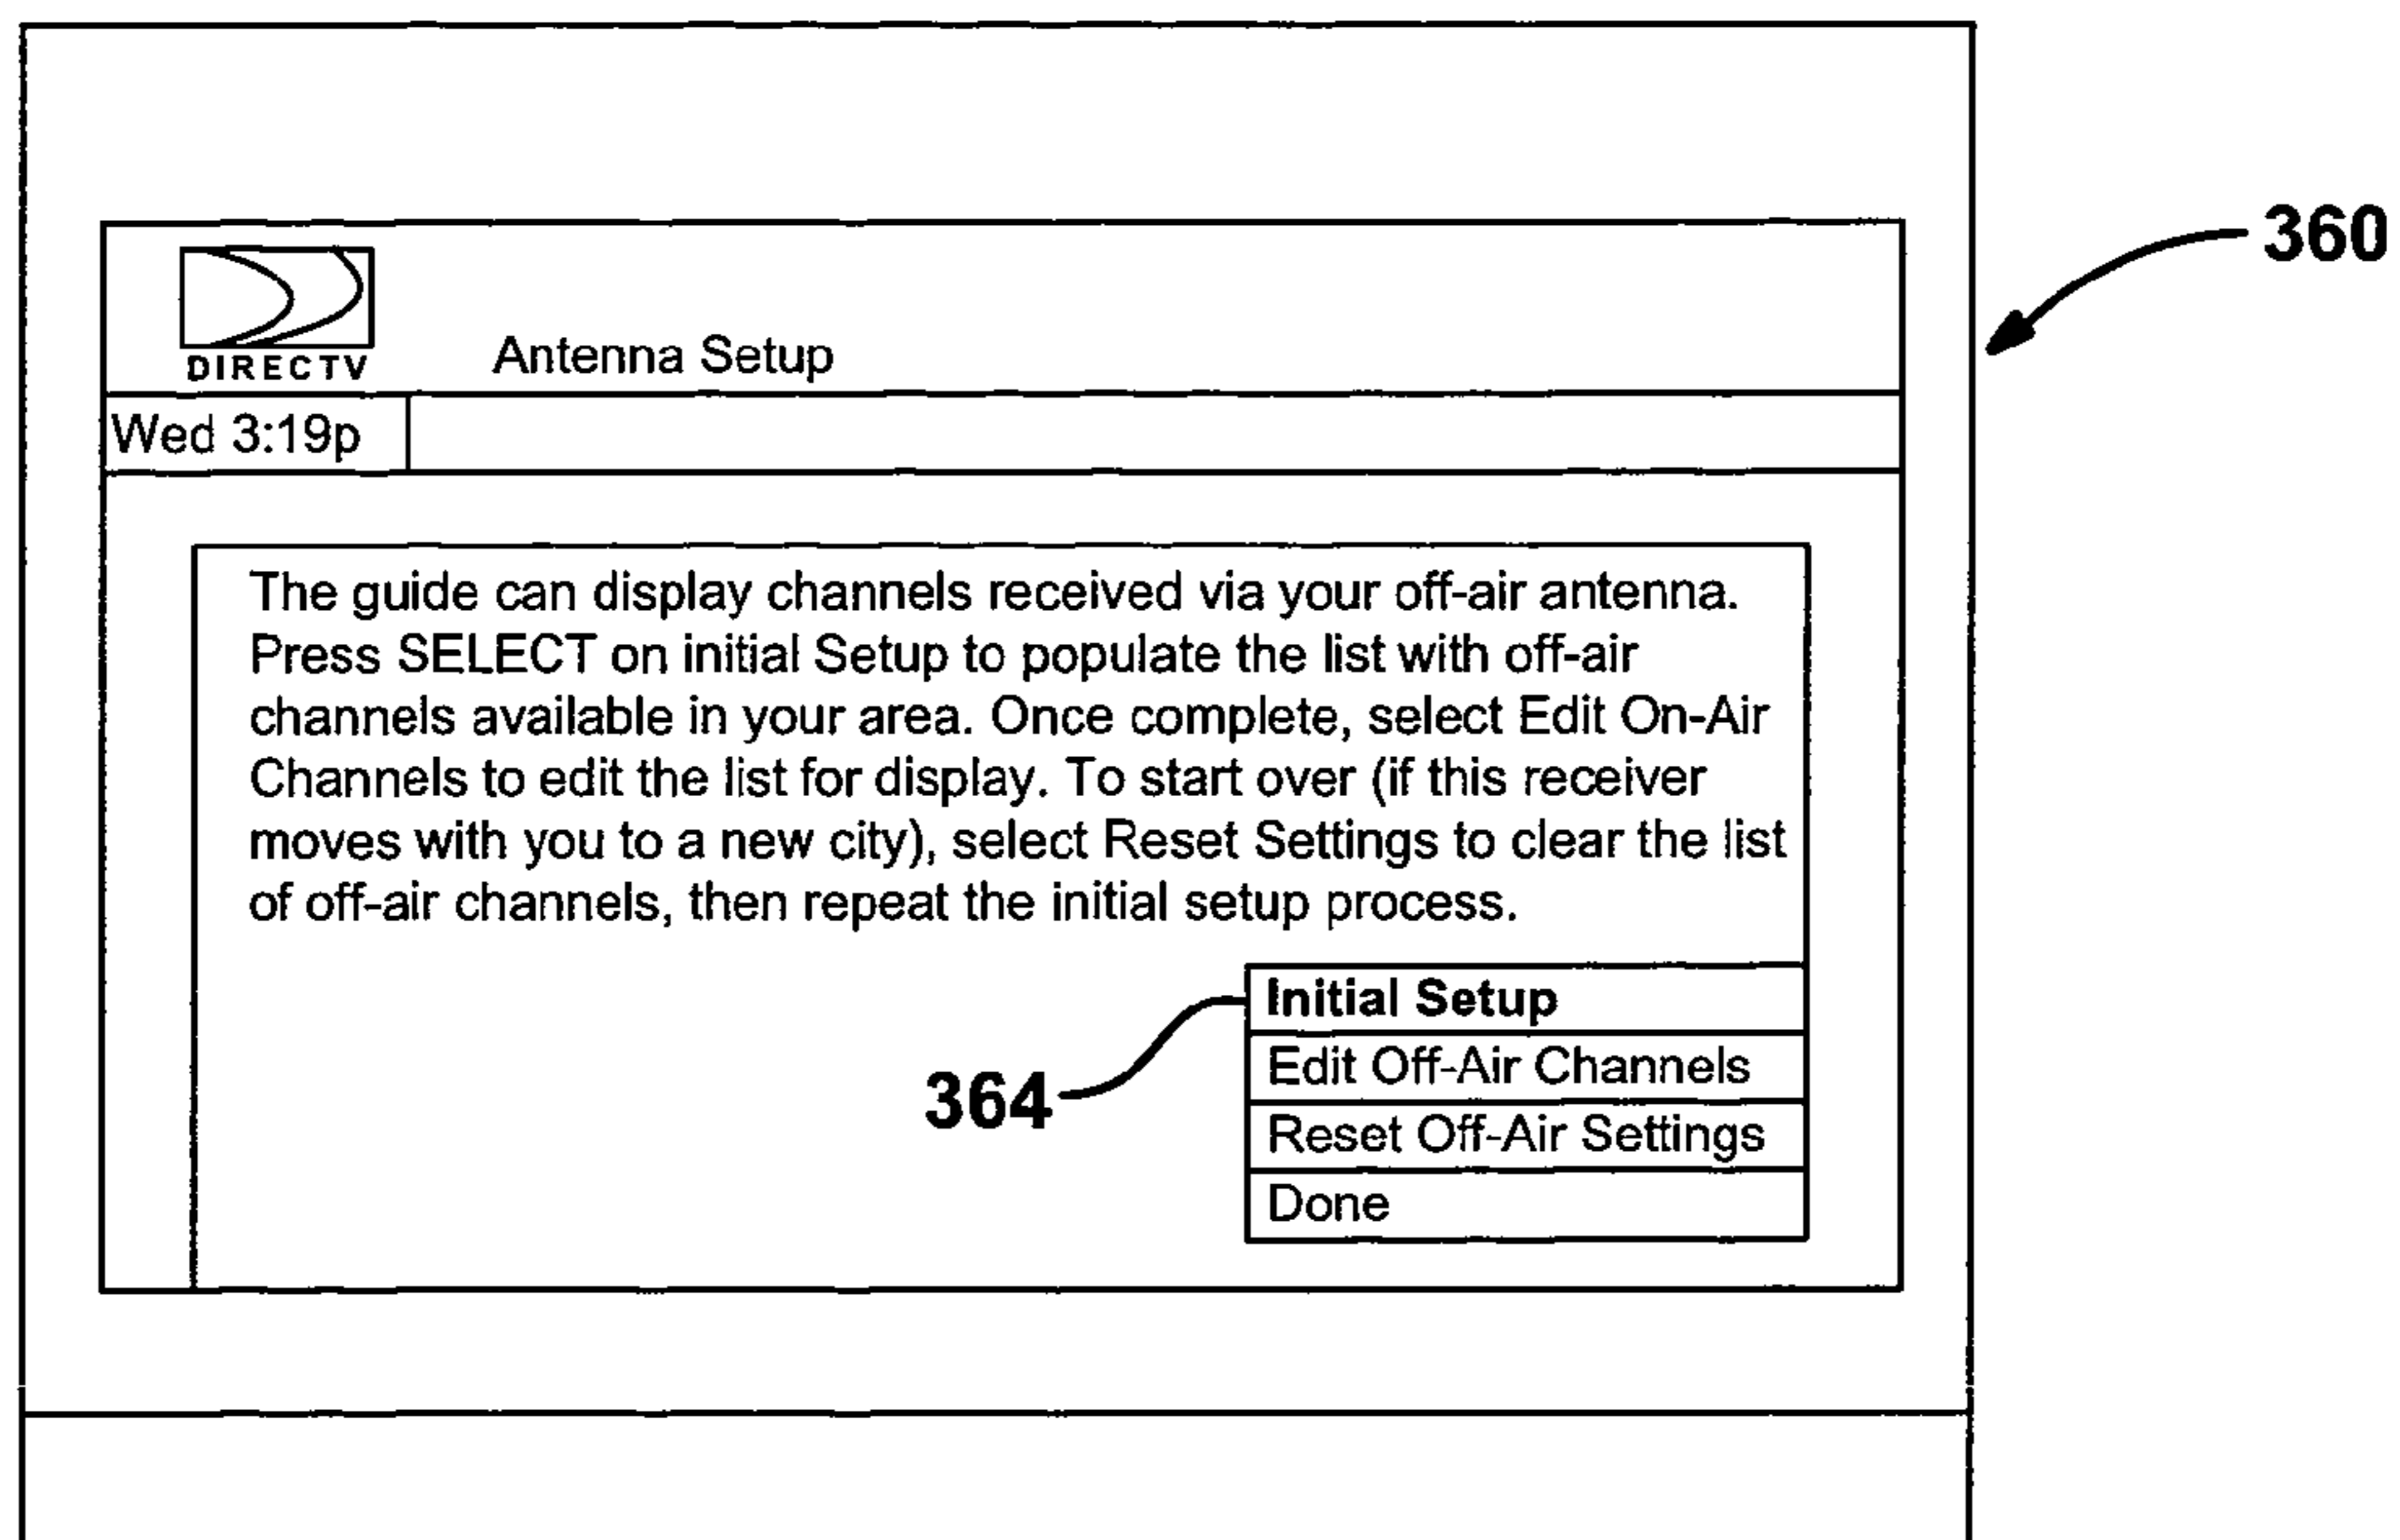 360
DIRECTV
Antenna Setup
Wed 3:19p
The guide can display channels received via your off-air antenna.
Press SELECT on initial Setup to populate the list with off-air
channels available in your area. Once complete, select Edit On-Air
Channels to edit the list for display. To start over (if this receiver
moves with you to a new city), select Reset Settings to clear the list
of off-air channels, then repeat the initial setup process.
Initial Setup
364
Edit Off-Air Channels
Reset Off-Air Settings
Done